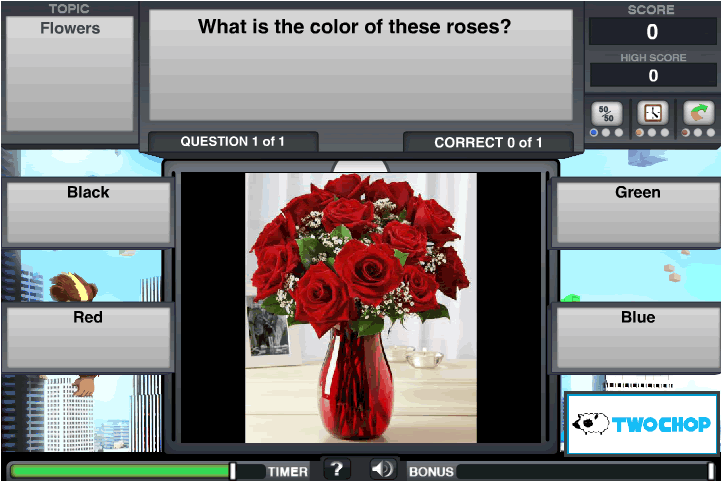 TOPIC
Flowers
What is the color of these roses?
SCORE
0
HIGH SCORE
0
50/50
QUESTION 1 of 1
CORRECT 0 of 1
Black
Green
Red
Blue
TWOCHOP
TIMER
?
BONUS